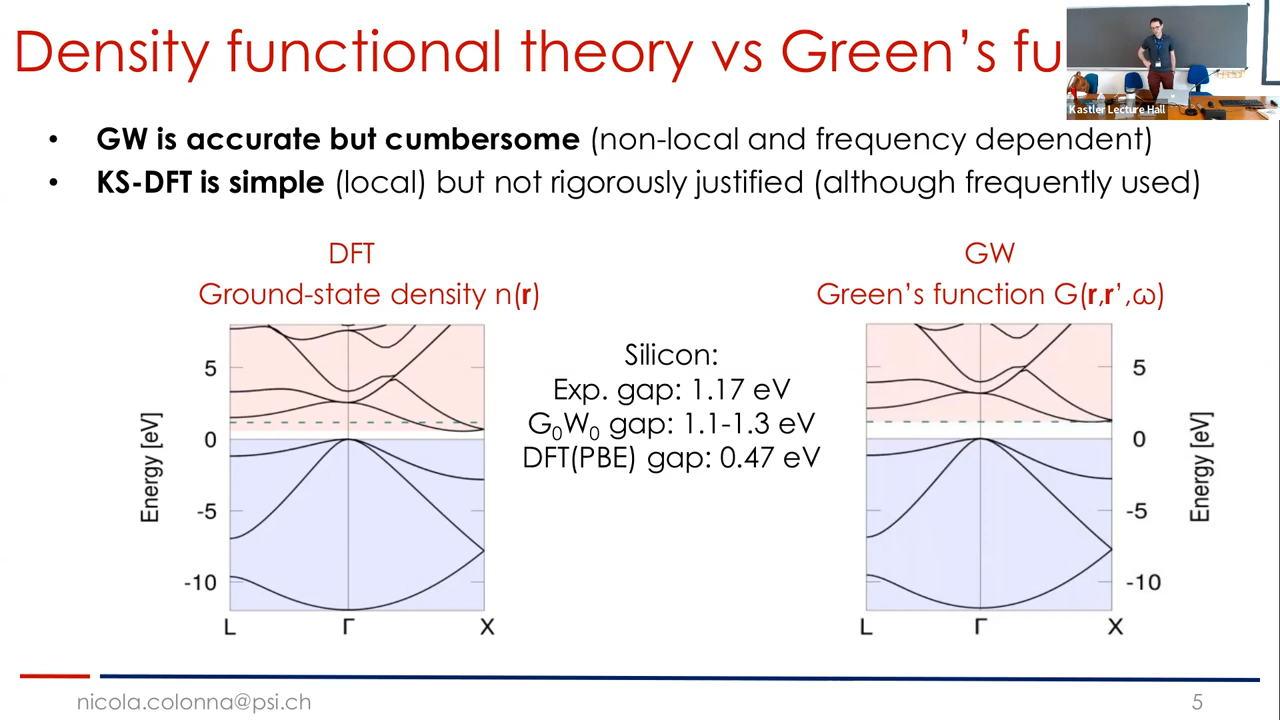 Density functional theory vs Green's fu
Kastler Lecture Hall
• GW is accurate but cumbersome (non-local and frequency dependent)
• KS-DFT is simple (local) but not rigorously justified (although frequently used)
DFT
Ground-state density n(r)
GW
Green's function G(r,r',ω)
Silicon:
Exp. gap: 1.17 eV
G₀W₀ gap: 1.1-1.3 eV
DFT(PBE) gap: 0.47 eV
Energy [eV]
5
0
-5
-10
L Γ X
5
0
-5
-10
Energy [eV]
L Γ X
nicola.colonna@psi.ch
5